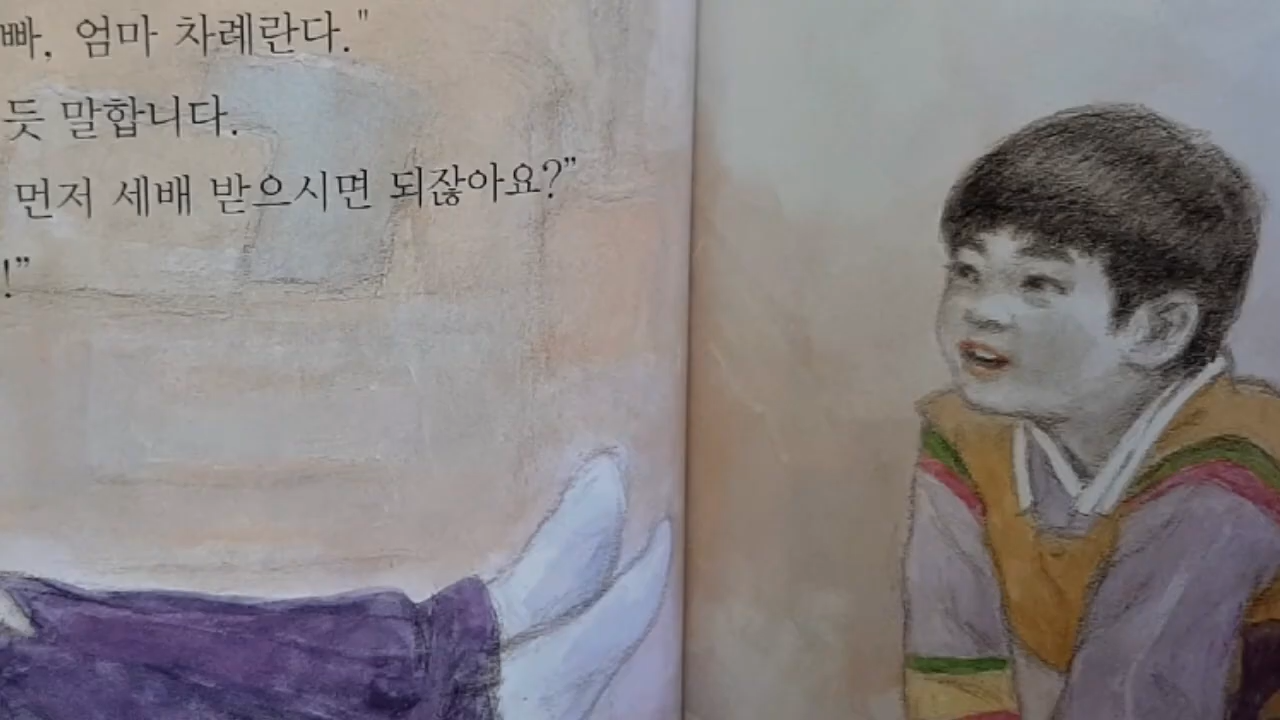 빠, 엄마 차례란다."
듯 말합니다.
먼저 세배 받으시면 되잖아요?”
!”